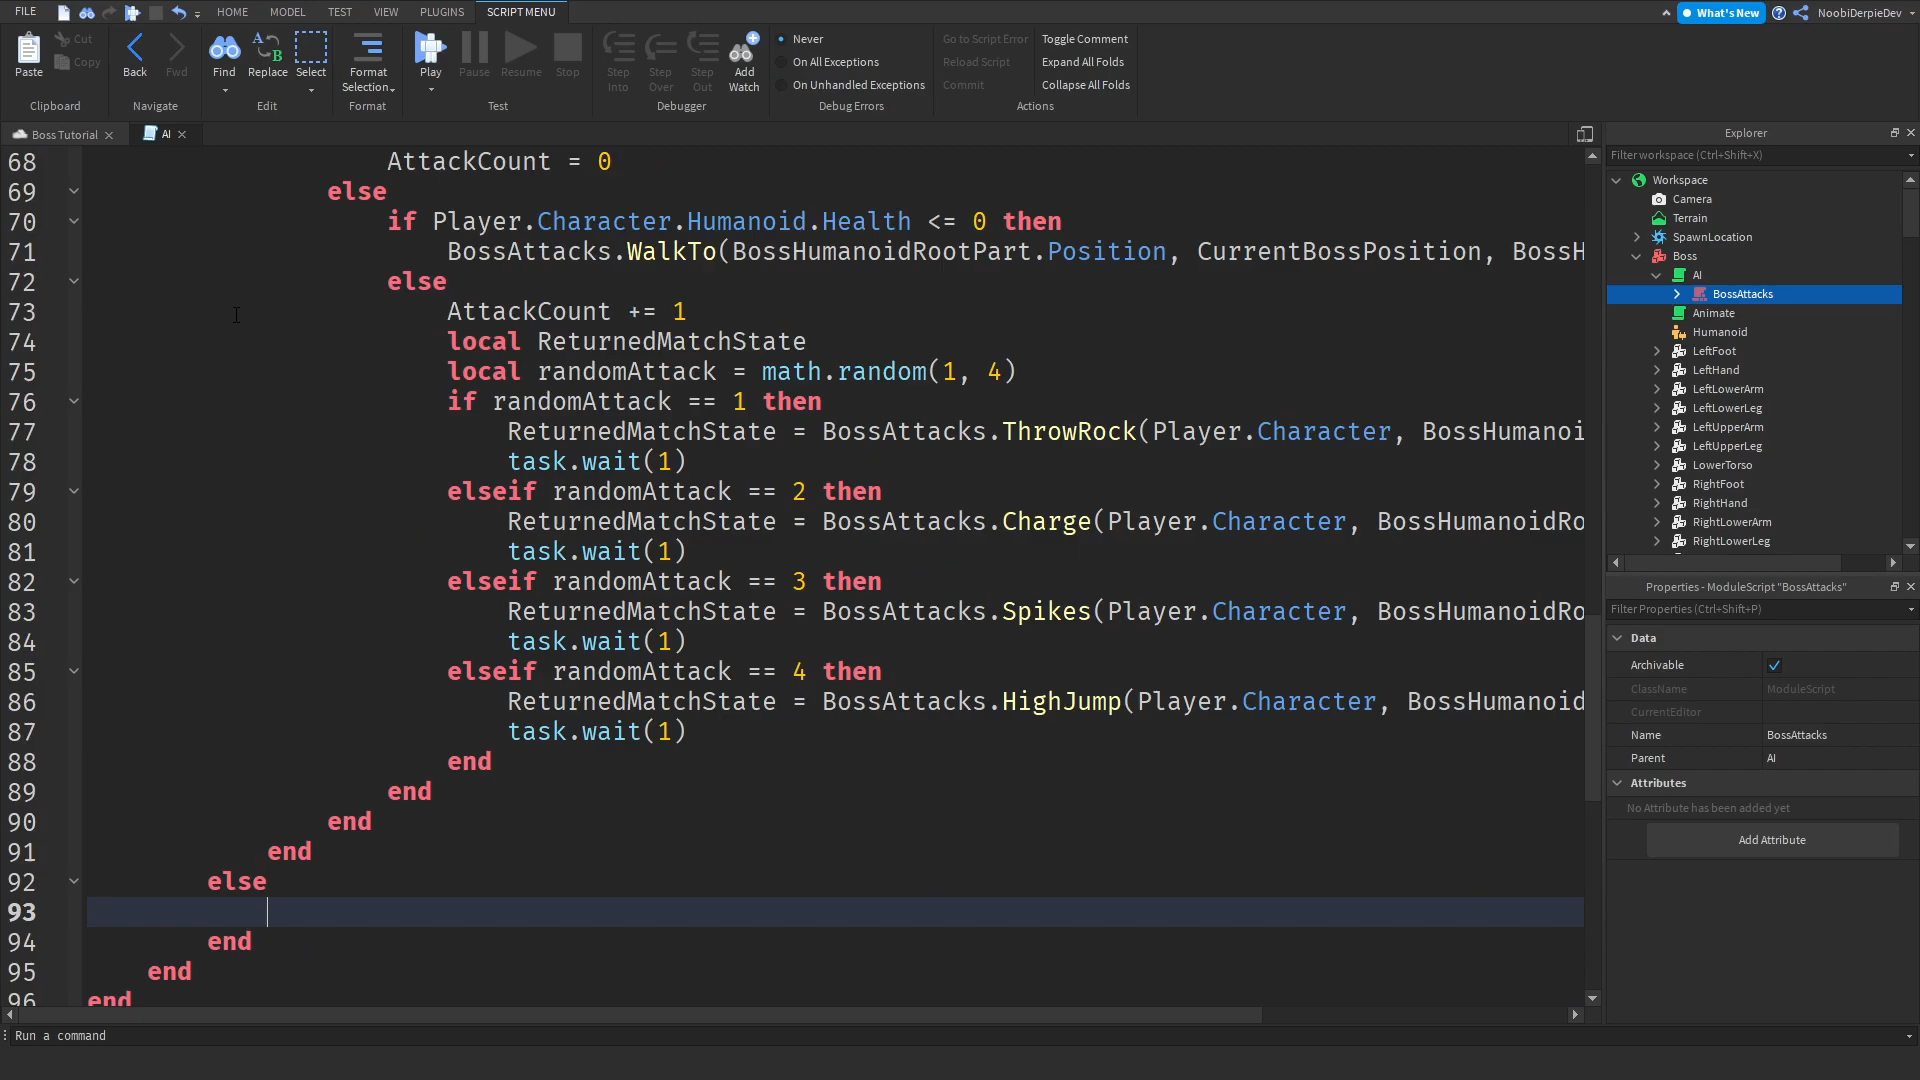 FILE HOME MODEL TEST VIEW PLUGINS SCRIPT MENU What's New NoobiDerpieDev
Paste Cut Copy Clipboard
Back Fwd Navigate
Find Replace Select Edit
Format Selection Format
Play Pause Resume Stop Test
Step Into Step Over Step Out Add Watch Debugger
Never
On All Exceptions
On Unhandled Exceptions
Debug Errors
Go to Script Error Toggle Comment
Reload Script Expand All Folds
Commit Collapse All Folds
Actions
Boss Tutorial AI
68 AttackCount = 0
69 else
70 if Player.Character.Humanoid.Health <= 0 then
71 BossAttacks.WalkTo(BossHumanoidRootPart.Position, CurrentBossPosition, BossH
72 else
73 AttackCount += 1
74 local ReturnedMatchState
75 local randomAttack = math.random(1, 4)
76 if randomAttack == 1 then
77 ReturnedMatchState = BossAttacks.ThrowRock(Player.Character, BossHumanoi
78 task.wait(1)
79 elseif randomAttack == 2 then
80 ReturnedMatchState = BossAttacks.Charge(Player.Character, BossHumanoidRo
81 task.wait(1)
82 elseif randomAttack == 3 then
83 ReturnedMatchState = BossAttacks.Spikes(Player.Character, BossHumanoidRo
84 task.wait(1)
85 elseif randomAttack == 4 then
86 ReturnedMatchState = BossAttacks.HighJump(Player.Character, BossHumanoid
87 task.wait(1)
88 end
89 end
90 end
91 end
92 else
93
94 end
95 end
96 end
Run a command
Explorer
Filter workspace (Ctrl+Shift+X)
Workspace
Camera
Terrain
SpawnLocation
Boss
AI
BossAttacks
Animate
Humanoid
LeftFoot
LeftHand
LeftLowerArm
LeftLowerLeg
LeftUpperArm
LeftUpperLeg
LowerTorso
RightFoot
RightHand
RightLowerArm
RightLowerLeg
Properties - ModuleScript "BossAttacks"
Filter Properties (Ctrl+Shift+P)
Data
Archivable
ClassName ModuleScript
CurrentEditor
Name BossAttacks
Parent AI
Attributes
No Attribute has been added yet
Add Attribute